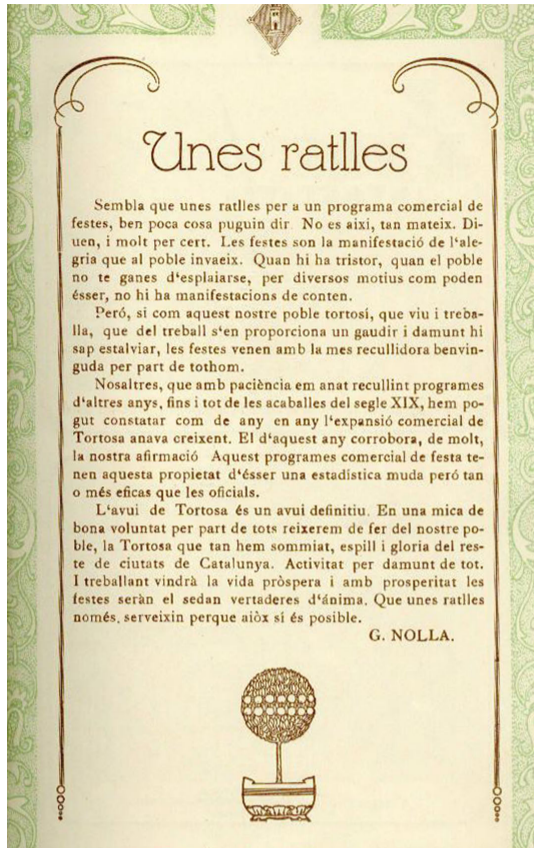 Unes ratlles
Sembla que unes ratlles per a un programa comercial de
festes, ben poca cosa puguin dir No es aixi, tan mateix. Di-
uen, i molt per cert. Les festes son la manifestació de l‘ale-
gria que al poble invaeix. Quan hi ha tristor, quan el poble
no te ganes d‘esplaiarse, per diversos motius com poden
ésser, no hi ha manifestacions de conten.
Peró, si com aquest nostre poble tortosí, que viu i treba-
lla, que del treball s‘en proporciona un gaudir i damunt hi
sap estalviar, les festes venen amb la mes recullidora benvin-
guda per part de tothom.
Nosaltres, que amb paciència em anat recullint programes
d‘altres anys, fins i tot de les acaballes del segle XIX, hem po-
gut constatar com de any en any l‘expansió comercial de
Tortosa anava creixent. El d‘aquest any corrobora, de molt,
la nostra afirmació Aquest programes comercial de festa te-
nen aquesta propietat d‘ésser una estadística muda peró tan
o més eficas que les oficials.
L‘avui de Tortosa és un avui definitiu. En una mica de
bona voluntat per part de tots reixerem de fer del nostre po-
ble, la Tortosa que tan hem sommiat, espill i gloria del res-
te de ciutats de Catalunya. Activitat per damunt de tot.
I treballant vindrà la vida pròspera i amb prosperitat les
festes seràn el sedan vertaderes d‘ánima. Que unes ratlles
només, serveixin perque aiòx sí és posible.
G. NOLLA.